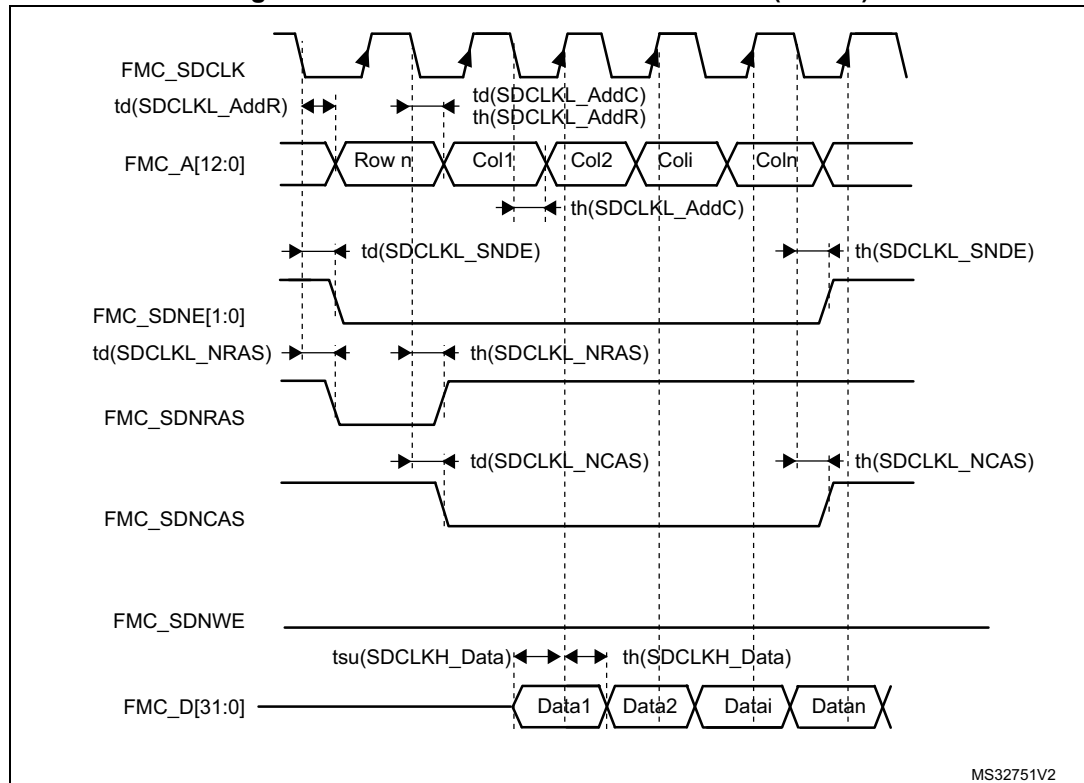 FMC_SDCLK
td(SDCLKL_AddR)
td(SDCLKL_AddC)
th(SDCLKL_AddR)
FMC_A[12:0]
Row n
Col1
Col2
Coli
Coln
th(SDCLKL_AddC)
td(SDCLKL_SNDE)
th(SDCLKL_SNDE)
FMC_SDNE[1:0]
td(SDCLKL_NRAS)
th(SDCLKL_NRAS)
FMC_SDNRAS
td(SDCLKL_NCAS)
th(SDCLKL_NCAS)
FMC_SDNCAS
FMC_SDNWE
tsu(SDCLKH_Data)
th(SDCLKH_Data)
FMC_D[31:0]
Data1
Data2
Datai
Datan
MS32751V2